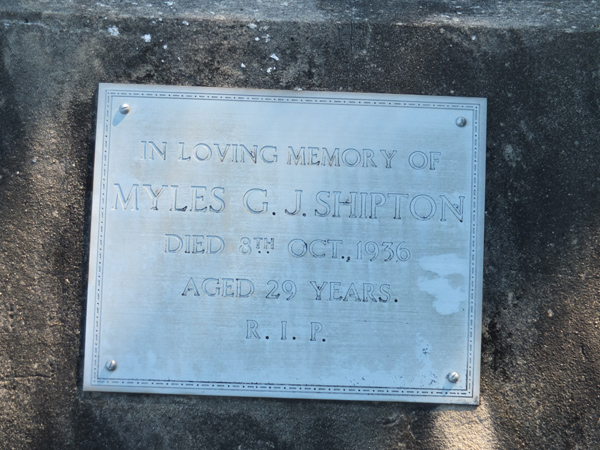 IN LOVING MEMORY OF
MYLES G. J. SHIPTON
DIED 8TH OCT., 1936
AGED 29 YEARS.
R. I. P.